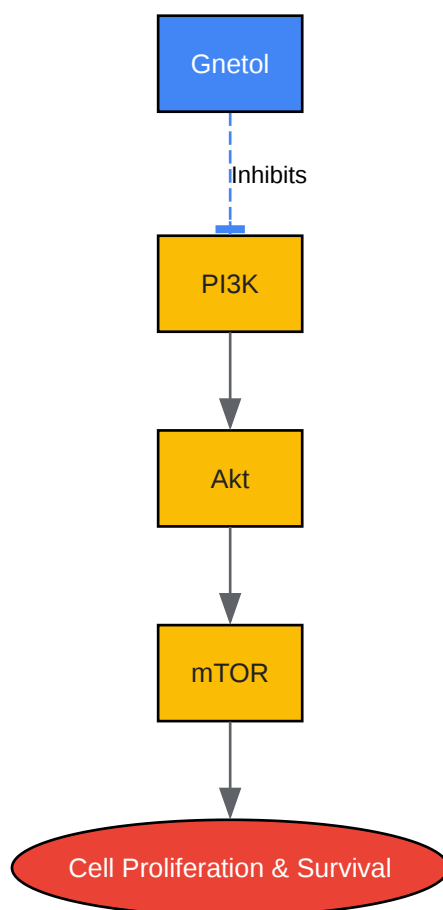 Gnetol
Inhibits
PI3K
Akt
mTOR
Cell Proliferation & Survival